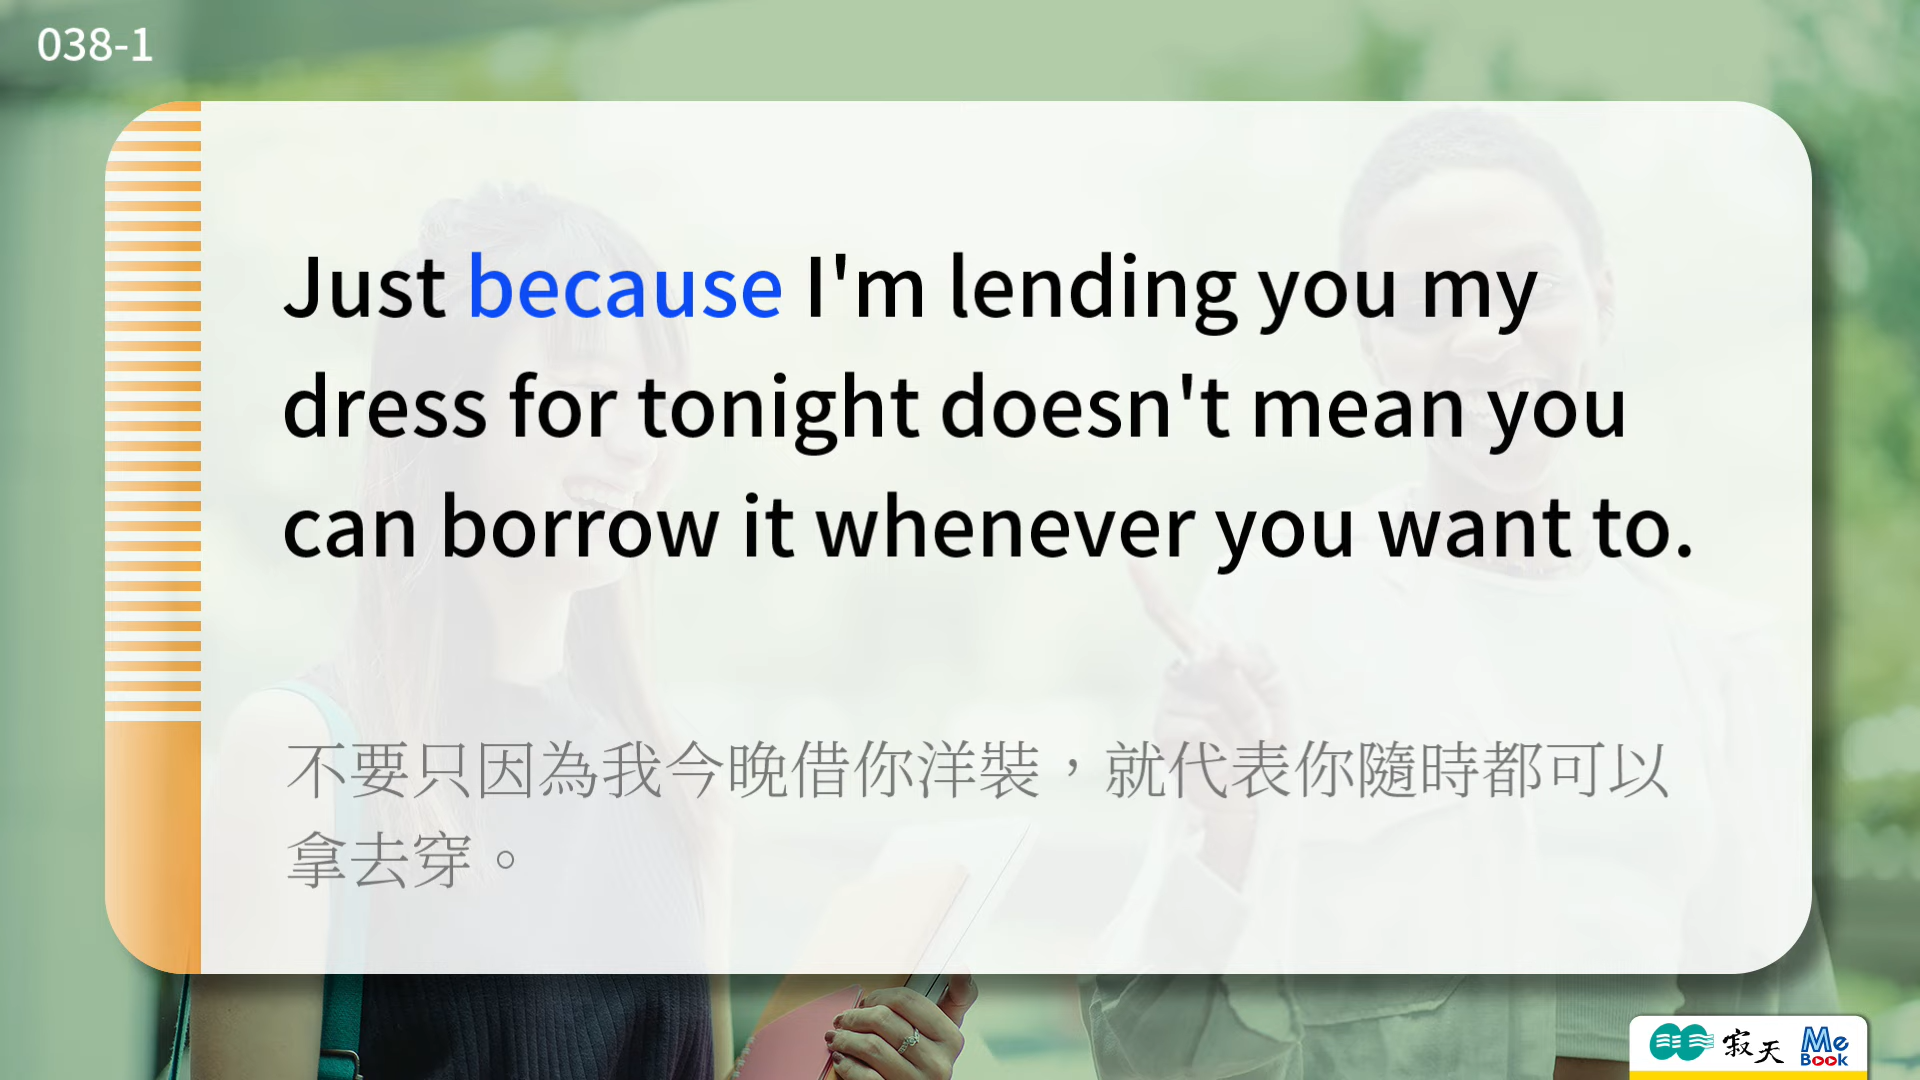 038-1
Just because I'm lending you my
dress for tonight doesn't mean you
can borrow it whenever you want to.
不要只因為我今晚借你洋裝，就代表你隨時都可以
拿去穿。
寂天
Me
Book